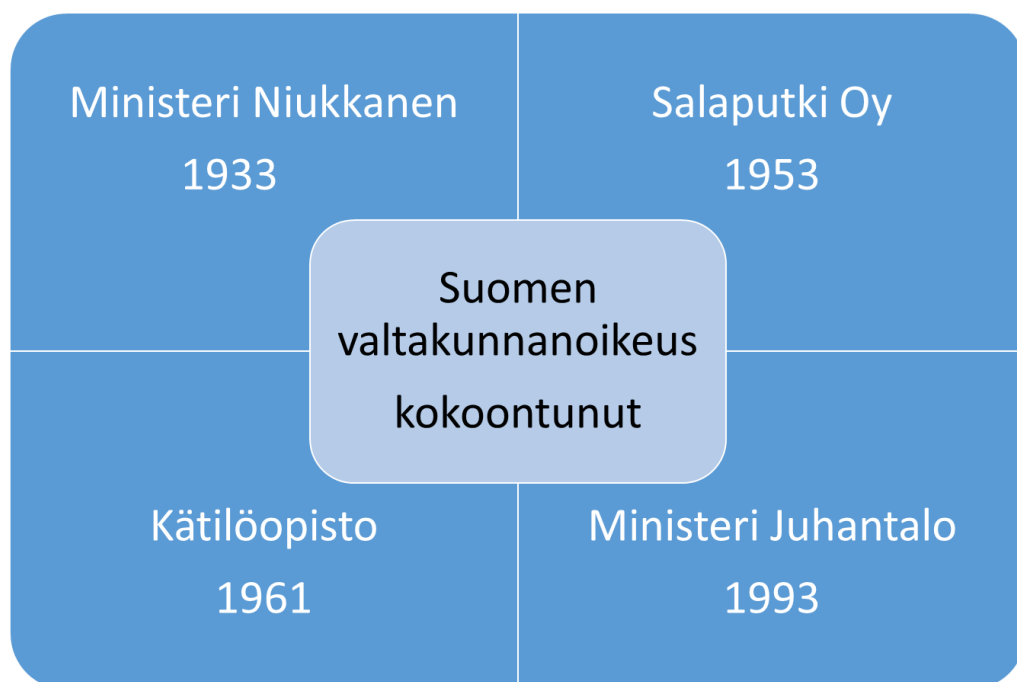 Ministeri Niukkanen
1933
Salaputki Oy
1953
Suomen
valtakunnanoikeus
kokoontunut
Kätilöopisto
1961
Ministeri Juhantalo
1993